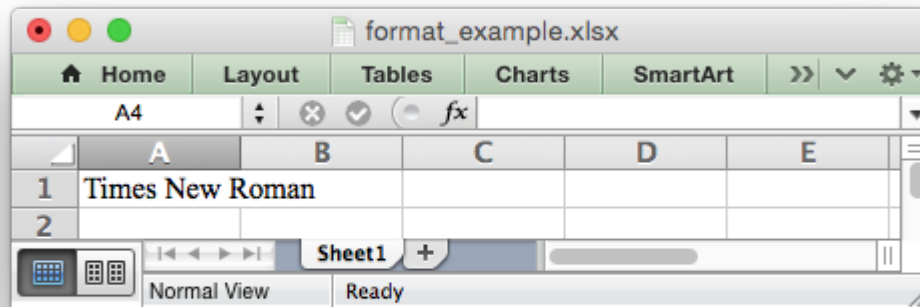 format_example.xlsx
Home Layout Tables Charts SmartArt
A4 fx
A B C D E
1 Times New Roman
2
Sheet1 +
Normal View Ready